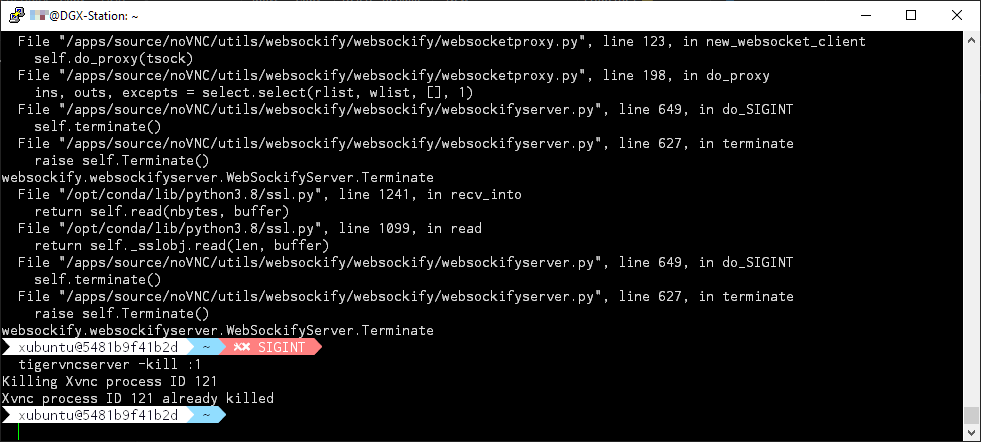 @DGX-Station: ~
File "/apps/source/noVNC/utils/websockify/websockify/websocketproxy.py", line 123, in new_websocket_client
self.do_proxy(tsock)
File "/apps/source/noVNC/utils/websockify/websockify/websocketproxy.py", line 198, in do_proxy
ins, outs, excepts = select.select(rlist, wlist, [], 1)
File "/apps/source/noVNC/utils/websockify/websockify/websockifyserver.py", line 649, in do_SIGINT
self.terminate()
File "/apps/source/noVNC/utils/websockify/websockify/websockifyserver.py", line 627, in terminate
raise self.Terminate()
websockify.websockifyserver.WebSockifyServer.Terminate
File "/opt/conda/lib/python3.8/ssl.py", line 1241, in recv_into
return self.read(nbytes, buffer)
File "/opt/conda/lib/python3.8/ssl.py", line 1099, in read
return self._sslobj.read(len, buffer)
File "/apps/source/noVNC/utils/websockify/websockify/websockifyserver.py", line 649, in do_SIGINT
self.terminate()
File "/apps/source/noVNC/utils/websockify/websockify/websockifyserver.py", line 627, in terminate
raise self.Terminate()
websockify.websockifyserver.WebSockifyServer.Terminate
xubuntu@5481b9f41b2d ~ SIGINT
tigervncserver -kill :1
Killing Xvnc process ID 121
Xvnc process ID 121 already killed
xubuntu@5481b9f41b2d ~